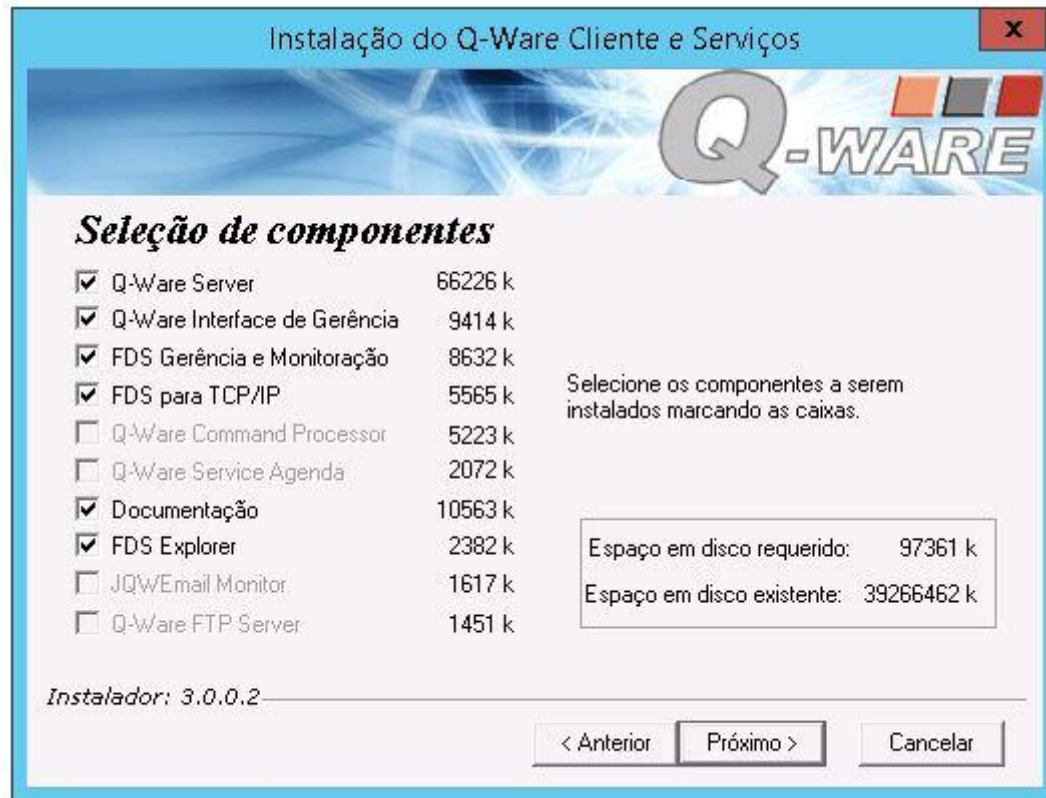 Instalação do Q-Ware Cliente e Serviços
x
Q-WARE
Seleção de componentes
Q-Ware Server 66226 k
Q-Ware Interface de Gerência 9414 k
FDS Gerência e Monitoração 8632 k
FDS para TCP/IP 5565 k
Q-Ware Command Processor 5223 k
Q-Ware Service Agenda 2072 k
Documentação 10563 k
FDS Explorer 2382 k
JQWEmail Monitor 1617 k
Q-Ware FTP Server 1451 k
Selecione os componentes a serem
instalados marcando as caixas.
Espaço em disco requerido: 97361 k
Espaço em disco existente: 39266462 k
Instalador: 3.0.0.2
< Anterior
Próximo >
Cancelar